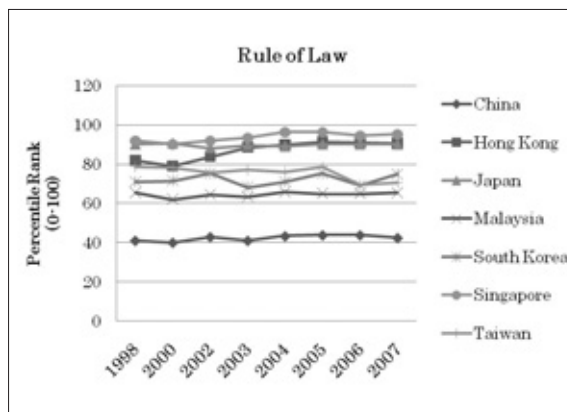 Rule of Law
Percentile Rank
(0-100)
120
100
80
60
40
20
0
1998
2000
2002
2003
2004
2005
2006
2007
China
Hong Kong
Japan
Malaysia
South Korea
Singapore
Taiwan